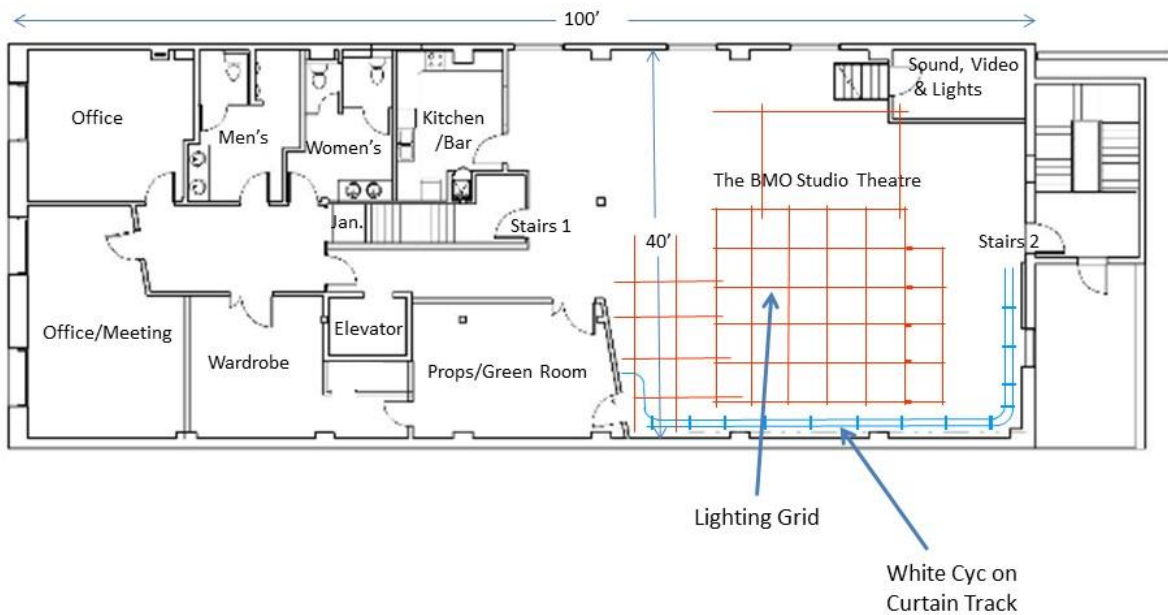 100’
Office
Men’s
Women’s
Kitchen
/Bar
Sound, Video
& Lights
The BMO Studio Theatre
Jan.
Stairs 1
40’
Stairs 2
Office/Meeting
Wardrobe
Elevator
Props/Green Room
Lighting Grid
White Cyc on
Curtain Track